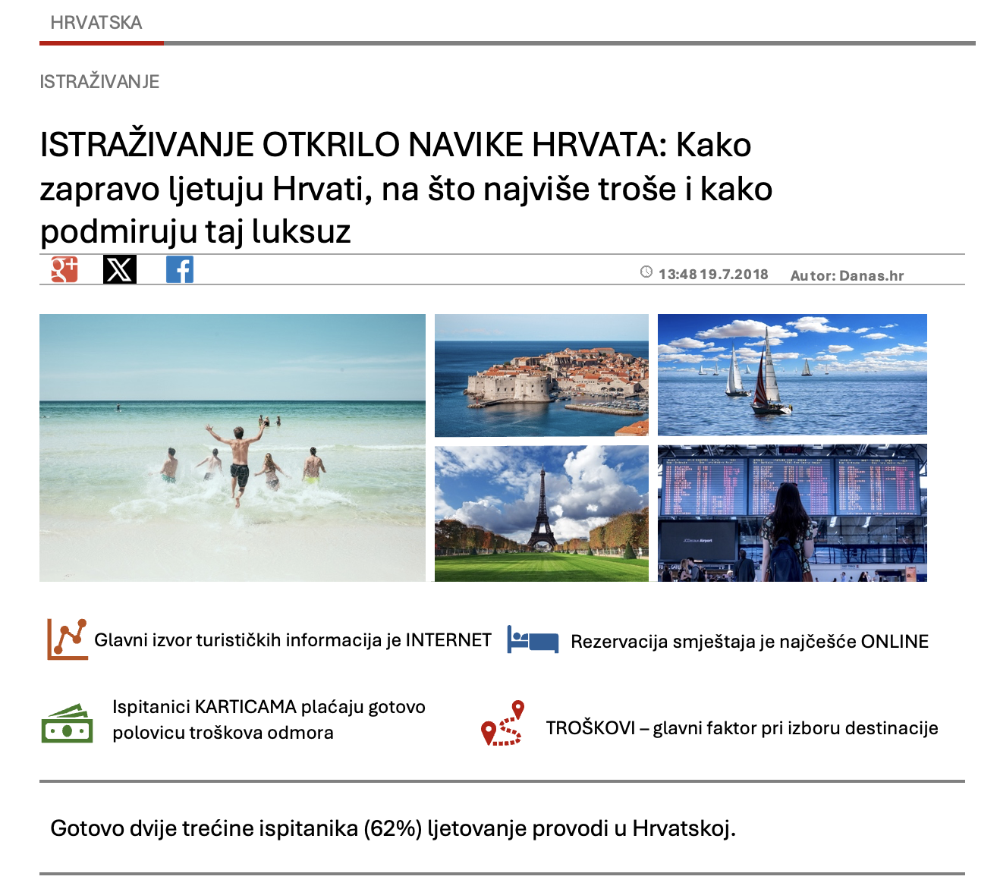 HRVATSKA
ISTRAŽIVANJE
ISTRAŽIVANJE OTKRILO NAVIKE HRVATA: Kako
zapravo ljetuju Hrvati, na što najviše troše i kako
podmiruju taj luksuz
13:48 19.7.2018 Autor: Danas.hr
JCDecaux Airport
Glavni izvor turističkih informacija je INTERNET
Rezervacija smještaja je najčešće ONLINE
Ispitanici KARTICAMA plaćaju gotovo
polovicu troškova odmora
TROŠKOVI – glavni faktor pri izboru destinacije
Gotovo dvije trećine ispitanika (62%) ljetovanje provodi u Hrvatskoj.